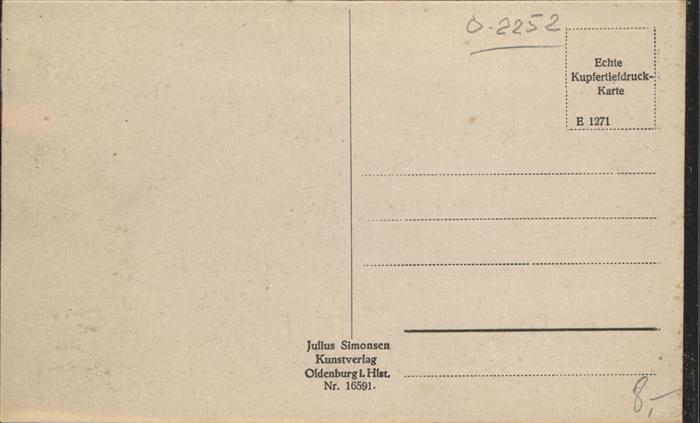 O-2252
Echte
Kupfertiefdruck-
Karte
E 1271
Julius Simonsen
Kunstverlag
Oldenburg i. Hlst.
Nr. 16591.
8,-